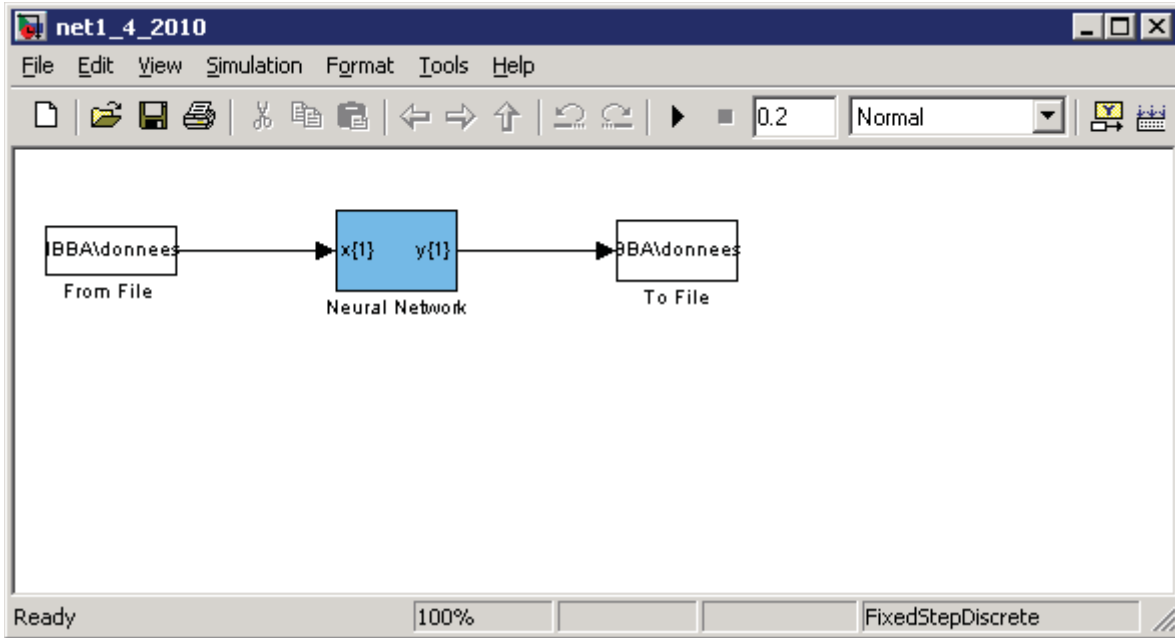 net1_4_2010
File Edit View Simulation Format Tools Help
0.2 Normal
IBBA\donnees x{1} y{1} BBA\donnees
From File Neural Network To File
Ready 100% FixedStepDiscrete